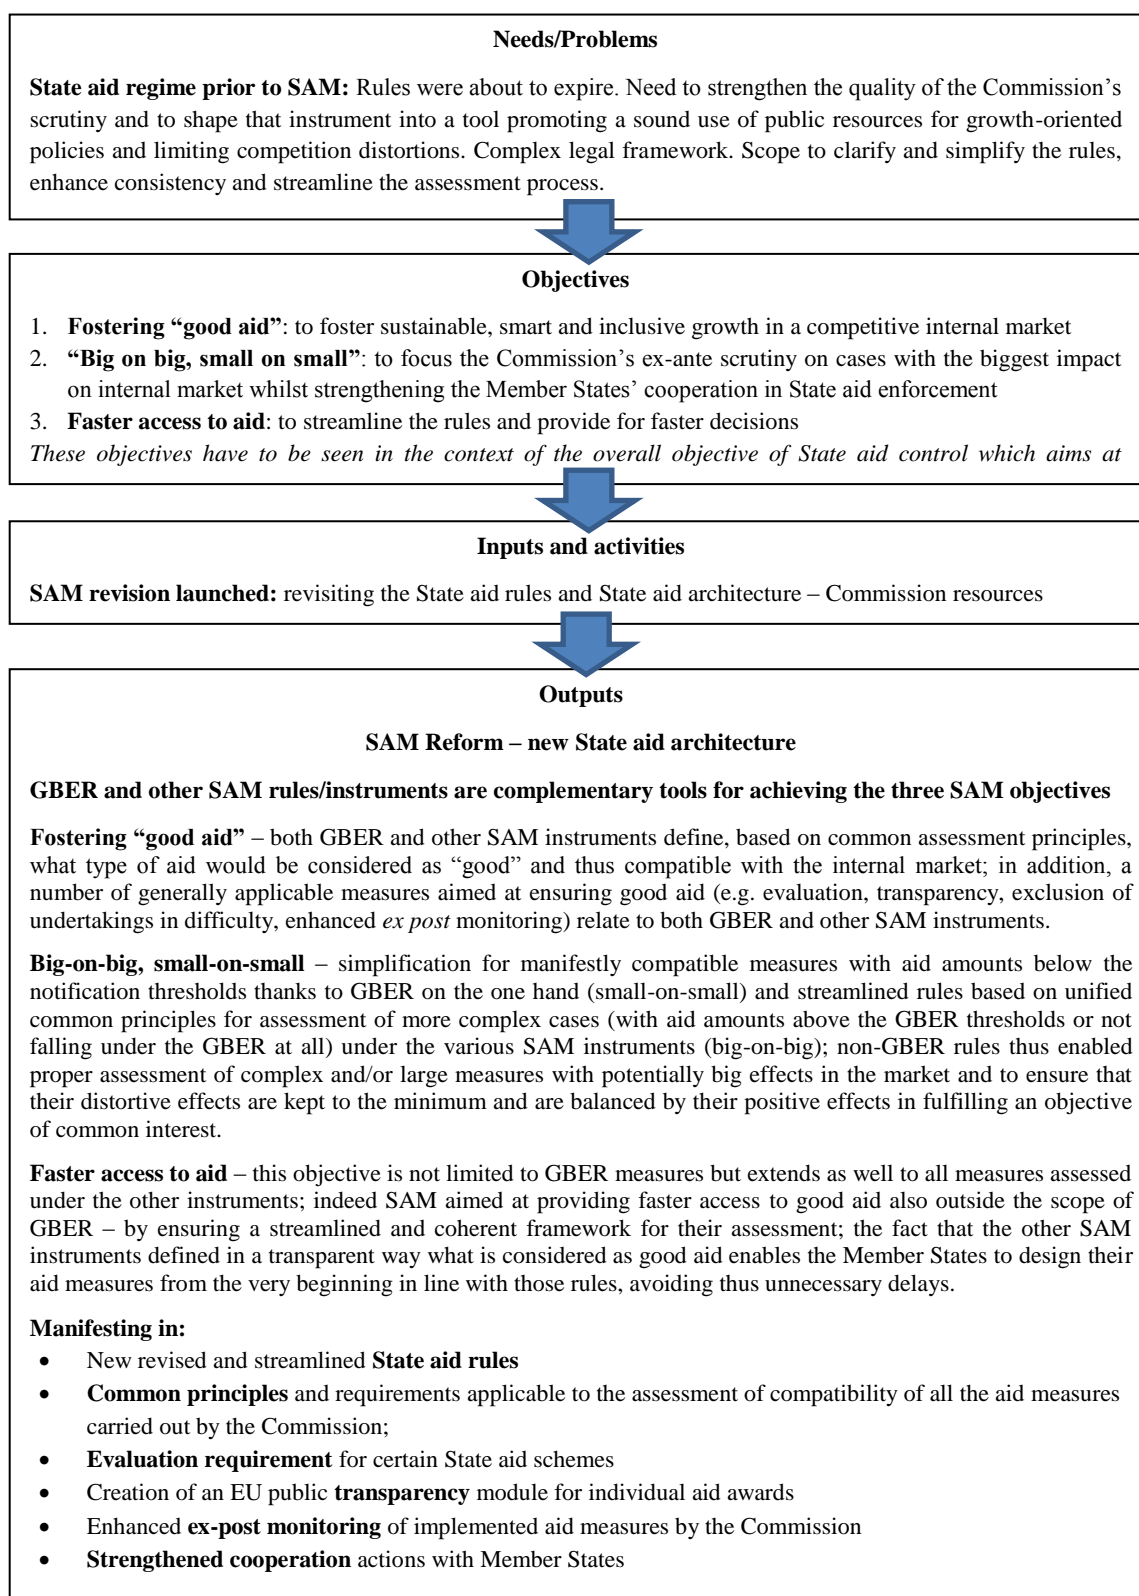 Needs/Problems
State aid regime prior to SAM: Rules were about to expire. Need to strengthen the quality of the Commission’s
scrutiny and to shape that instrument into a tool promoting a sound use of public resources for growth-oriented
policies and limiting competition distortions. Complex legal framework. Scope to clarify and simplify the rules,
enhance consistency and streamline the assessment process.
Objectives
1. Fostering “good aid”: to foster sustainable, smart and inclusive growth in a competitive internal market
2. “Big on big, small on small”: to focus the Commission’s ex-ante scrutiny on cases with the biggest impact
on internal market whilst strengthening the Member States’ cooperation in State aid enforcement
3. Faster access to aid: to streamline the rules and provide for faster decisions
These objectives have to be seen in the context of the overall objective of State aid control which aims at
Inputs and activities
SAM revision launched: revisiting the State aid rules and State aid architecture – Commission resources
Outputs
SAM Reform – new State aid architecture
GBER and other SAM rules/instruments are complementary tools for achieving the three SAM objectives
Fostering “good aid” – both GBER and other SAM instruments define, based on common assessment principles,
what type of aid would be considered as “good” and thus compatible with the internal market; in addition, a
number of generally applicable measures aimed at ensuring good aid (e.g. evaluation, transparency, exclusion of
undertakings in difficulty, enhanced ex post monitoring) relate to both GBER and other SAM instruments.
Big-on-big, small-on-small – simplification for manifestly compatible measures with aid amounts below the
notification thresholds thanks to GBER on the one hand (small-on-small) and streamlined rules based on unified
common principles for assessment of more complex cases (with aid amounts above the GBER thresholds or not
falling under the GBER at all) under the various SAM instruments (big-on-big); non-GBER rules thus enabled
proper assessment of complex and/or large measures with potentially big effects in the market and to ensure that
their distortive effects are kept to the minimum and are balanced by their positive effects in fulfilling an objective
of common interest.
Faster access to aid – this objective is not limited to GBER measures but extends as well to all measures assessed
under the other instruments; indeed SAM aimed at providing faster access to good aid also outside the scope of
GBER – by ensuring a streamlined and coherent framework for their assessment; the fact that the other SAM
instruments defined in a transparent way what is considered as good aid enables the Member States to design their
aid measures from the very beginning in line with those rules, avoiding thus unnecessary delays.
Manifesting in:
• New revised and streamlined State aid rules
• Common principles and requirements applicable to the assessment of compatibility of all the aid measures
carried out by the Commission;
• Evaluation requirement for certain State aid schemes
• Creation of an EU public transparency module for individual aid awards
• Enhanced ex-post monitoring of implemented aid measures by the Commission
• Strengthened cooperation actions with Member States